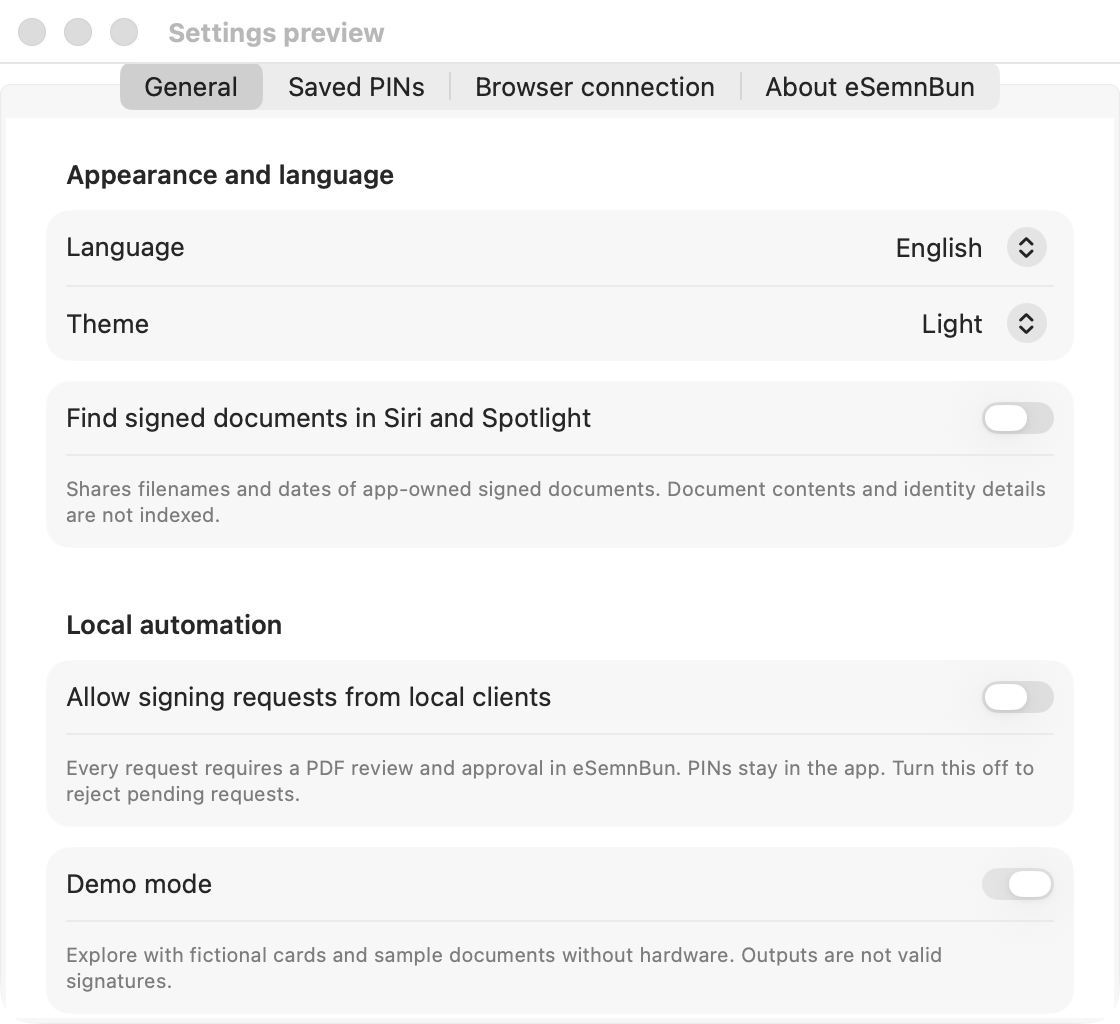 Settings preview
General
Saved PINs
Browser connection
About eSemnBun
Appearance and language
Language
English
Theme
Light
Find signed documents in Siri and Spotlight
Shares filenames and dates of app-owned signed documents. Document contents and identity details
are not indexed.
Local automation
Allow signing requests from local clients
Every request requires a PDF review and approval in eSemnBun. PINs stay in the app. Turn this off to
reject pending requests.
Demo mode
Explore with fictional cards and sample documents without hardware. Outputs are not valid
signatures.